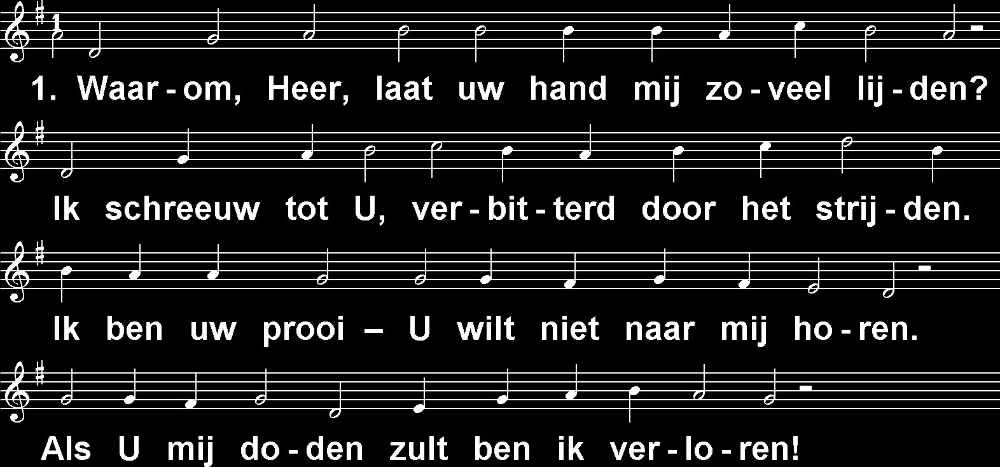 1
1. Waar - om, Heer, laat uw hand mij zo - veel lij - den?
Ik schreeuw tot U, ver - bit - terd door het strij - den.
Ik ben uw prooi – U wilt niet naar mij ho - ren.
Als U mij do - den zult ben ik ver - lo - ren!